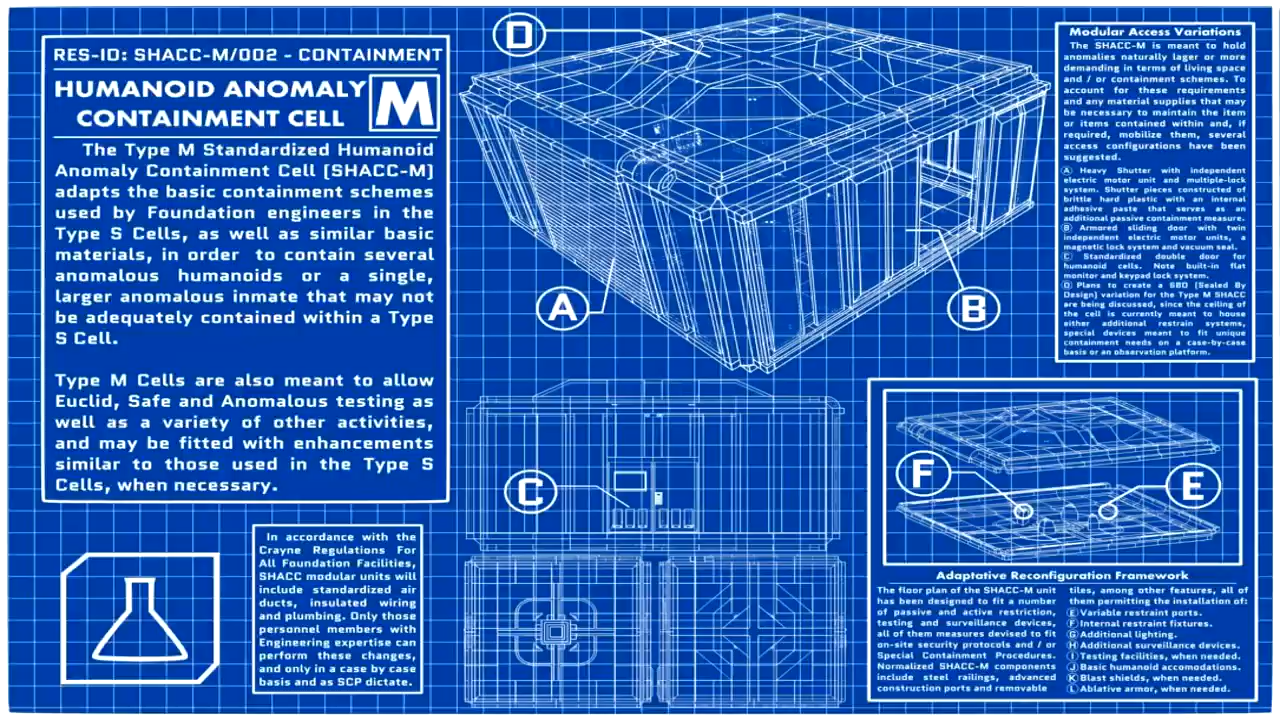 RES-ID: SHACC-M/002 - CONTAINMENT
HUMANOID ANOMALY
CONTAINMENT CELL
M
The Type M Standardized Humanoid
Anomaly Containment Cell [SHACC-M]
adapts the basic containment schemes
used by Foundation engineers in the
Type S Cells, as well as similar basic
materials, in order to contain several
anomalous humanoids or a single,
larger anomalous inmate that may not
be adequately contained within a Type
S Cell.
Type M Cells are also meant to allow
Euclid, Safe and Anomalous testing as
well as a variety of other activities,
and may be fitted with enhancements
similar to those used in the Type S
Cells, when necessary.
In accordance with the
Crayne Regulations For
All Foundation Facilities,
SHACC modular units will
include standardized air
ducts, insulated wiring
and plumbing. Only those
personnel members with
Engineering expertise can
perform these changes,
and only in a case by case
basis and as SCP dictate.
D
A
B
C
Modular Access Variations
The SHACC-M is meant to hold
anomalies naturally lager or more
demanding in terms of living space
and / or containment schemes. To
account for these requirements
and any material supplies that may
be necessary to maintain the item
or items contained within and, if
required, mobilize them, several
access configurations have been
suggested.
Ⓐ Heavy Shutter with independent
electric motor unit and multiple-lock
system. Shutter pieces constructed of
brittle hard plastic with an internal
adhesive paste that serves as an
additional passive containment measure.
Ⓑ Armored sliding door with twin
independent electric motor units, a
magnetic lock system and vacuum seal.
Ⓒ Standardized double door for
humanoid cells. Note built-in flat
monitor and keypad lock system.
Ⓓ Plans to create a SBD [Sealed By
Design] variation for the Type M SHACC
are being discussed, since the ceiling of
the cell is currently meant to house
either additional restrain systems,
special devices meant to fit unique
containment needs on a case-by-case
basis or an observation platform.
F
E
Adaptative Reconfiguration Framework
The floor plan of the SHACC-M unit
has been designed to fit a number
of passive and active restriction,
testing and surveillance devices,
all of them measures devised to fit
on-site security protocols and / or
Special Containment Procedures.
Normalized SHACC-M components
include steel railings, advanced
construction ports and removable
tiles, among other features, all of
them permitting the installation of:
Ⓔ Variable restraint ports.
Ⓕ Internal restraint fixtures.
Ⓖ Additional lighting.
Ⓗ Additional surveillance devices.
Ⓘ Testing facilities, when needed.
Ⓙ Basic humanoid accomodations.
Ⓚ Blast shields, when needed.
Ⓛ Ablative armor, when needed.